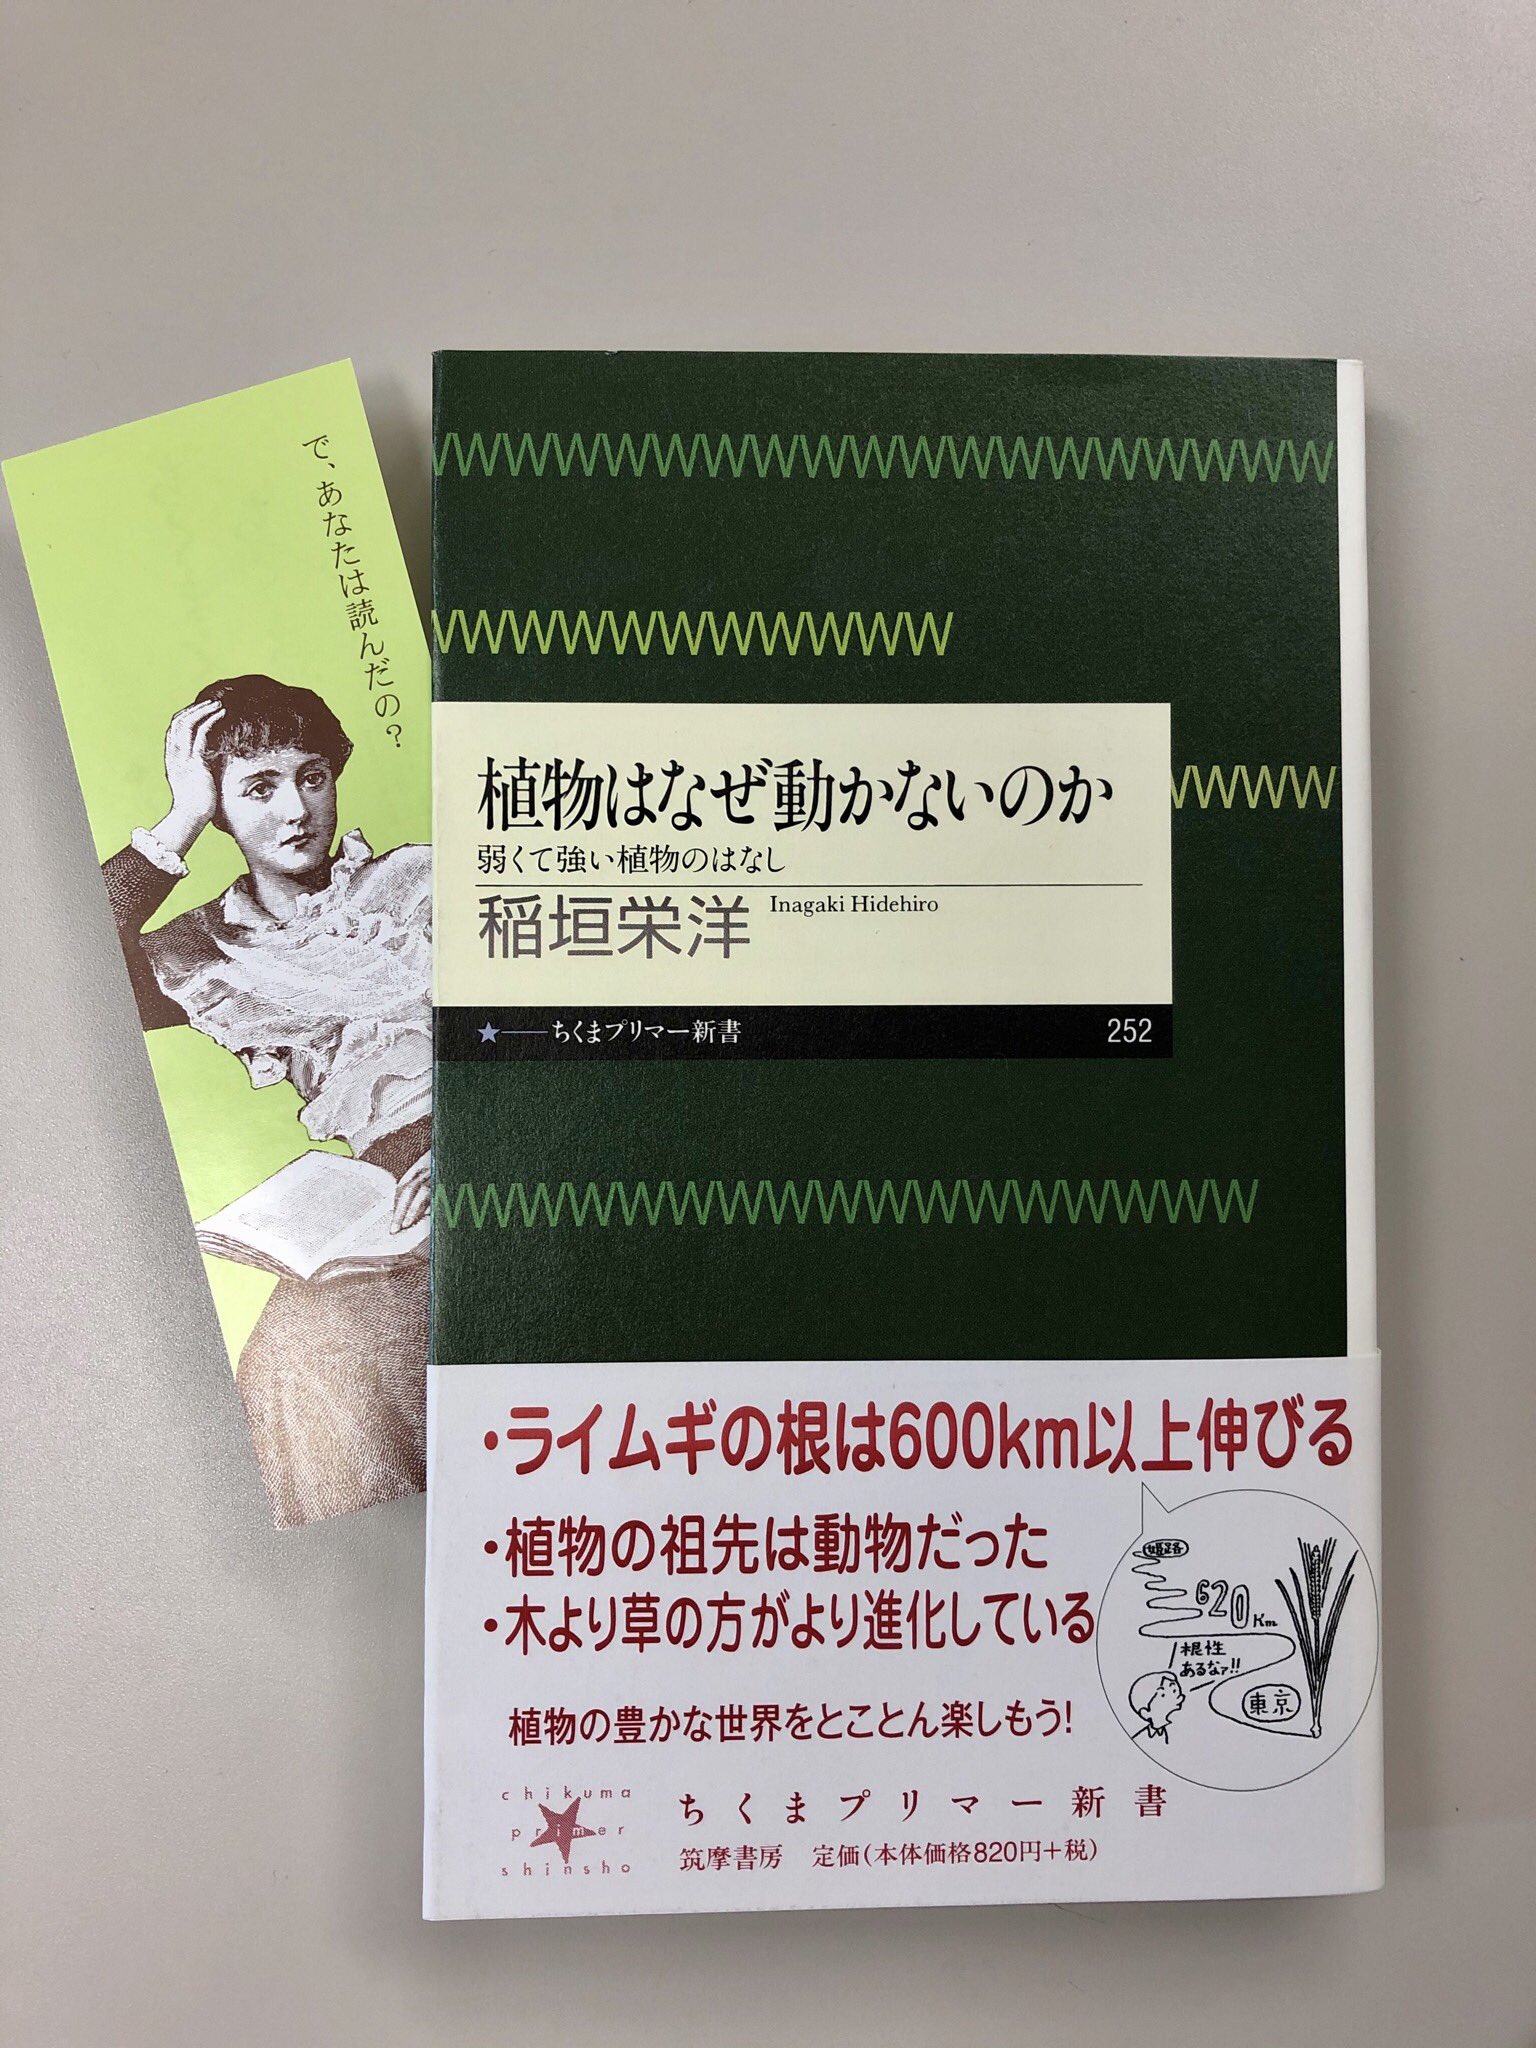 で、あなたは読んだの?
WWWWWWWWWWWWWWWWWW
WWWWWWWWWW
植物はなぜ動かないのか
WWW
弱くて強い植物のはなし
稲垣栄洋 Inagaki Hidehiro
★──ちくまプリマー新書 252
WWWWWWWWWWWWWWWW
・ライムギの根は600km以上伸びる
・植物の祖先は動物だった
・木より草の方がより進化している
姫路
620Km
根性
あるなァ!!
東京
植物の豊かな世界をとことん楽しもう!
chikuma
primer
shinsho
ちくまプリマー新書
筑摩書房 定価(本体価格820円+税)